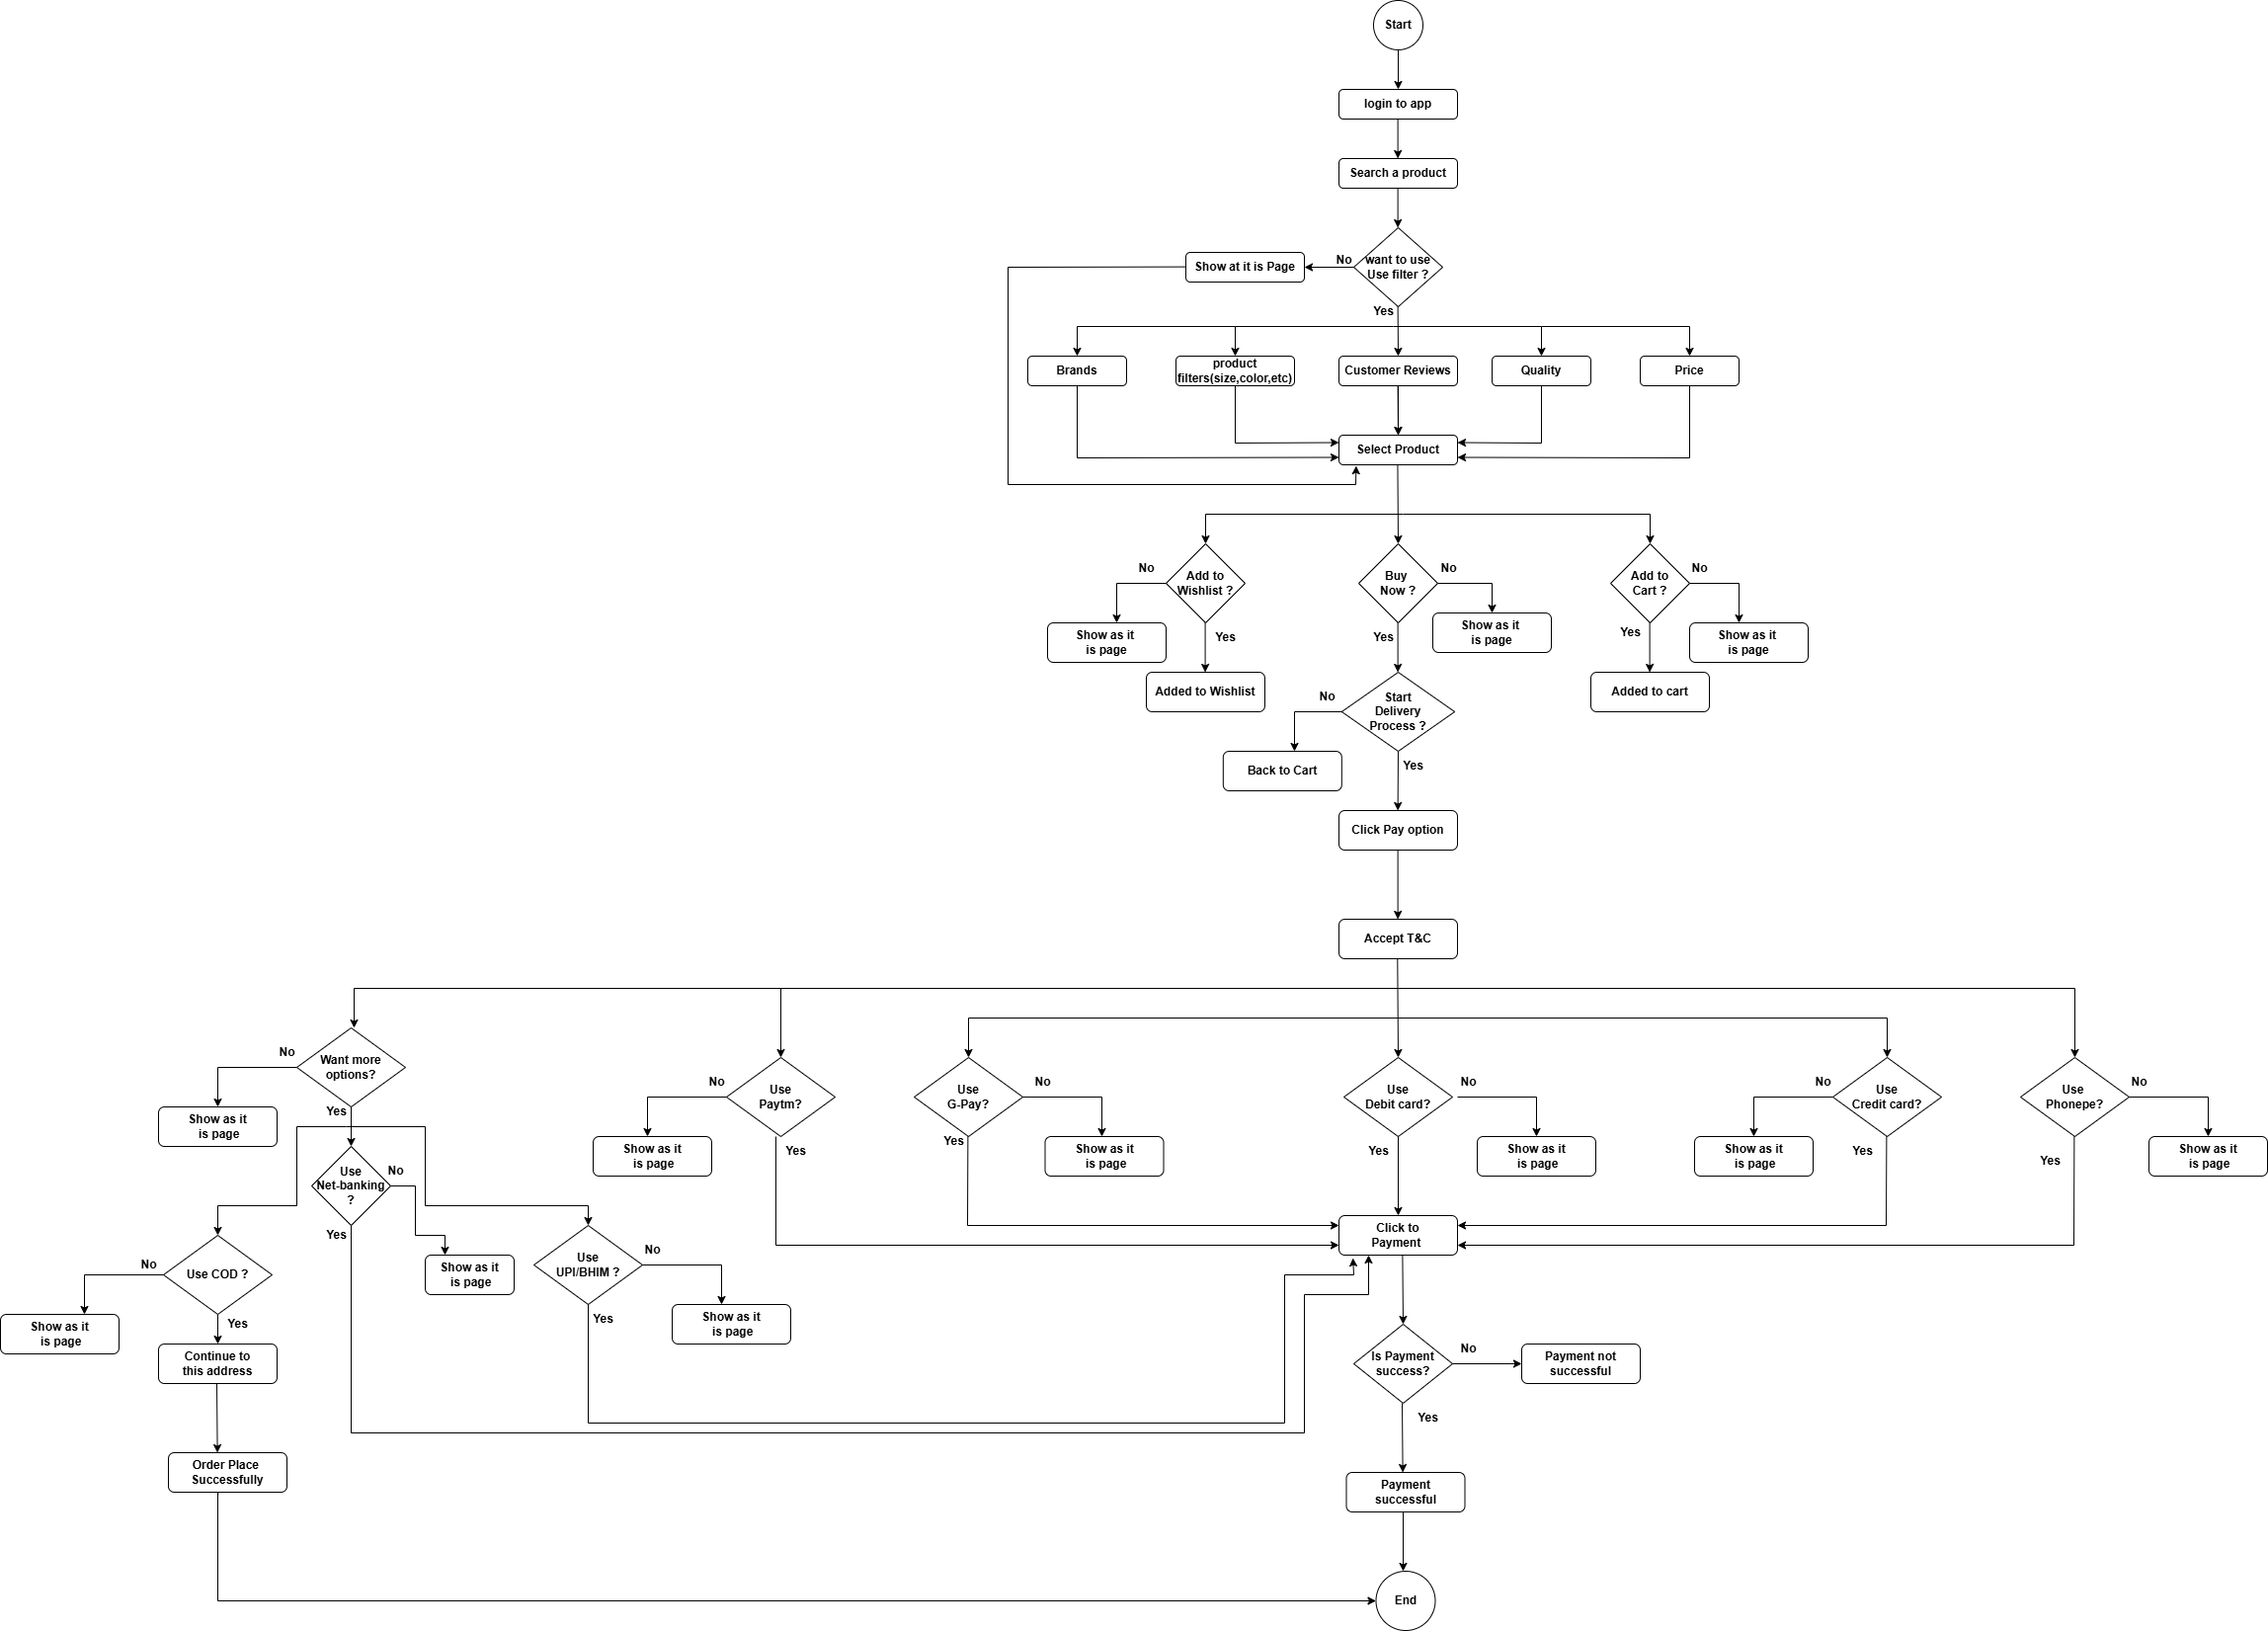 Start
login to app
Search a product
want to use
Use filter ?
No
Show at it is Page
Yes
Brands
product
filters(size,color,etc)
Customer Reviews
Quality
Price
Select Product
No
Add to
Wishlist ?
Buy
Now ?
No
Add to
Cart ?
No
Show as it
is page
Yes
Yes
Show as it
is page
Yes
Show as it
is page
Added to Wishlist
No
Start
Delivery
Process ?
Added to cart
Back to Cart
Yes
Click Pay option
Accept T&C
No
Want more
options?
No
Use
Paytm?
Use
G-Pay?
No
Use
Debit card?
No
No
Use
Credit card?
Use
Phonepe?
No
Show as it
is page
Yes
Show as it
is page
Yes
Yes
Show as it
is page
Yes
Show as it
is page
Show as it
is page
Yes
Yes
Show as it
is page
Use
Net-banking
?
No
Yes
Click to
Payment
No
Use COD ?
Show as it
is page
Use
UPI/BHIM ?
No
Show as it
is page
Yes
Yes
Show as it
is page
Continue to
this address
Is Payment
success?
No
Payment not
successful
Yes
Order Place
Successfully
Payment
successful
End